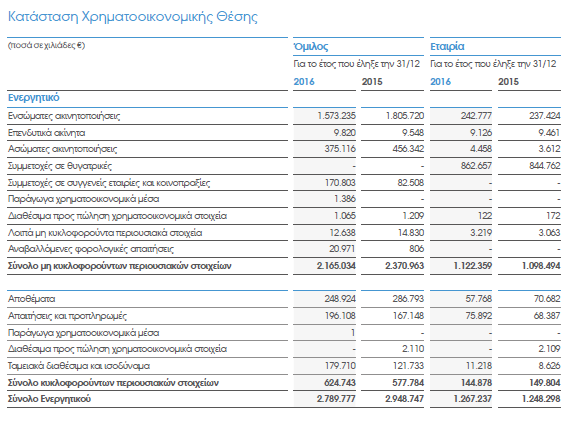 Κατάσταση Χρηματοοικονομικής Θέσης
(ποσά σε χιλιάδες €) Όμιλος Εταιρία
Για το έτος που έληξε την 31/12 Για το έτος που έληξε την 31/12
2016 2015 2016 2015
Ενεργητικό
Ενσώματες ακινητοποιήσεις 1.573.235 1.805.720 242.777 237.424
Επενδυτικά ακίνητα 9.820 9.548 9.126 9.461
Ασώματες ακινητοποιήσεις 375.116 456.342 4.458 3.612
Συμμετοχές σε θυγατρικές - - 862.657 844.762
Συμμετοχές σε συγγενείς εταιρίες και κοινοπραξίες 170.803 82.508 - -
Παράγωγα χρηματοοικονομικά μέσα 1.386 - - -
Διαθέσιμα προς πώληση χρηματοοικονομικά στοιχεία 1.065 1.209 122 172
Λοιπά μη κυκλοφορούντα περιουσιακά στοιχεία 12.638 14.830 3.219 3.063
Αναβαλλόμενες φορολογικές απαιτήσεις 20.971 806 - -
Σύνολο μη κυκλοφορούντων περιουσιακών στοιχείων 2.165.034 2.370.963 1.122.359 1.098.494
Αποθέματα 248.924 286.793 57.768 70.682
Απαιτήσεις και προπληρωμές 196.108 167.148 75.892 68.387
Παράγωγα χρηματοοικονομικά μέσα 1 - - -
Διαθέσιμα προς πώληση χρηματοοικονομικά στοιχεία - 2.110 - 2.109
Ταμειακά διαθέσιμα και ισοδύναμα 179.710 121.733 11.218 8.626
Σύνολο κυκλοφορούντων περιουσιακών στοιχείων 624.743 577.784 144.878 149.804
Σύνολο Ενεργητικού 2.789.777 2.948.747 1.267.237 1.248.298